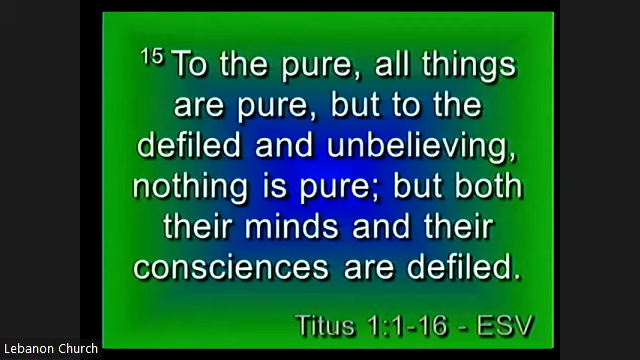 15 To the pure, all things
are pure, but to the
defiled and unbelieving,
nothing is pure; but both
their minds and their
consciences are defiled.
Titus 1:1-16 - ESV
Lebanon Church